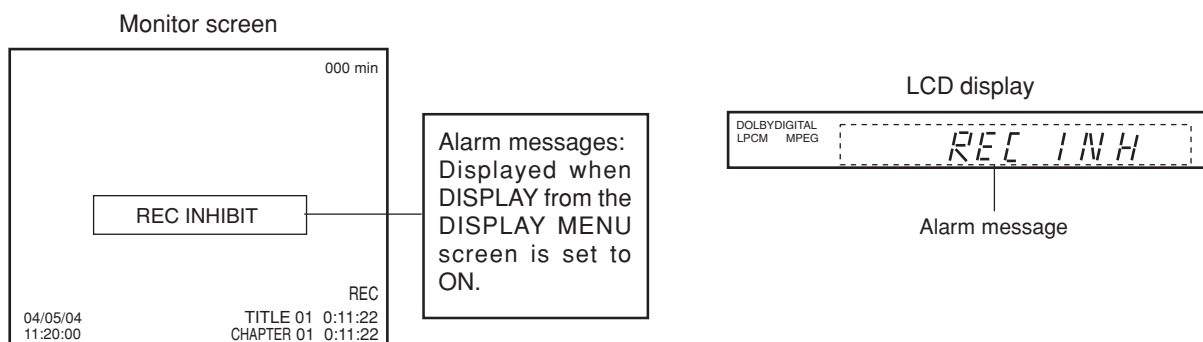 Monitor screen
000 min
REC INHIBIT
REC
04/05/04
11:20:00
TITLE 01 0:11:22
CHAPTER 01 0:11:22
Alarm messages:
Displayed when
DISPLAY from the
DISPLAY MENU
screen is set to
ON.
LCD display
DOLBYDIGITAL
LPCM MPEG
REC INH
Alarm message